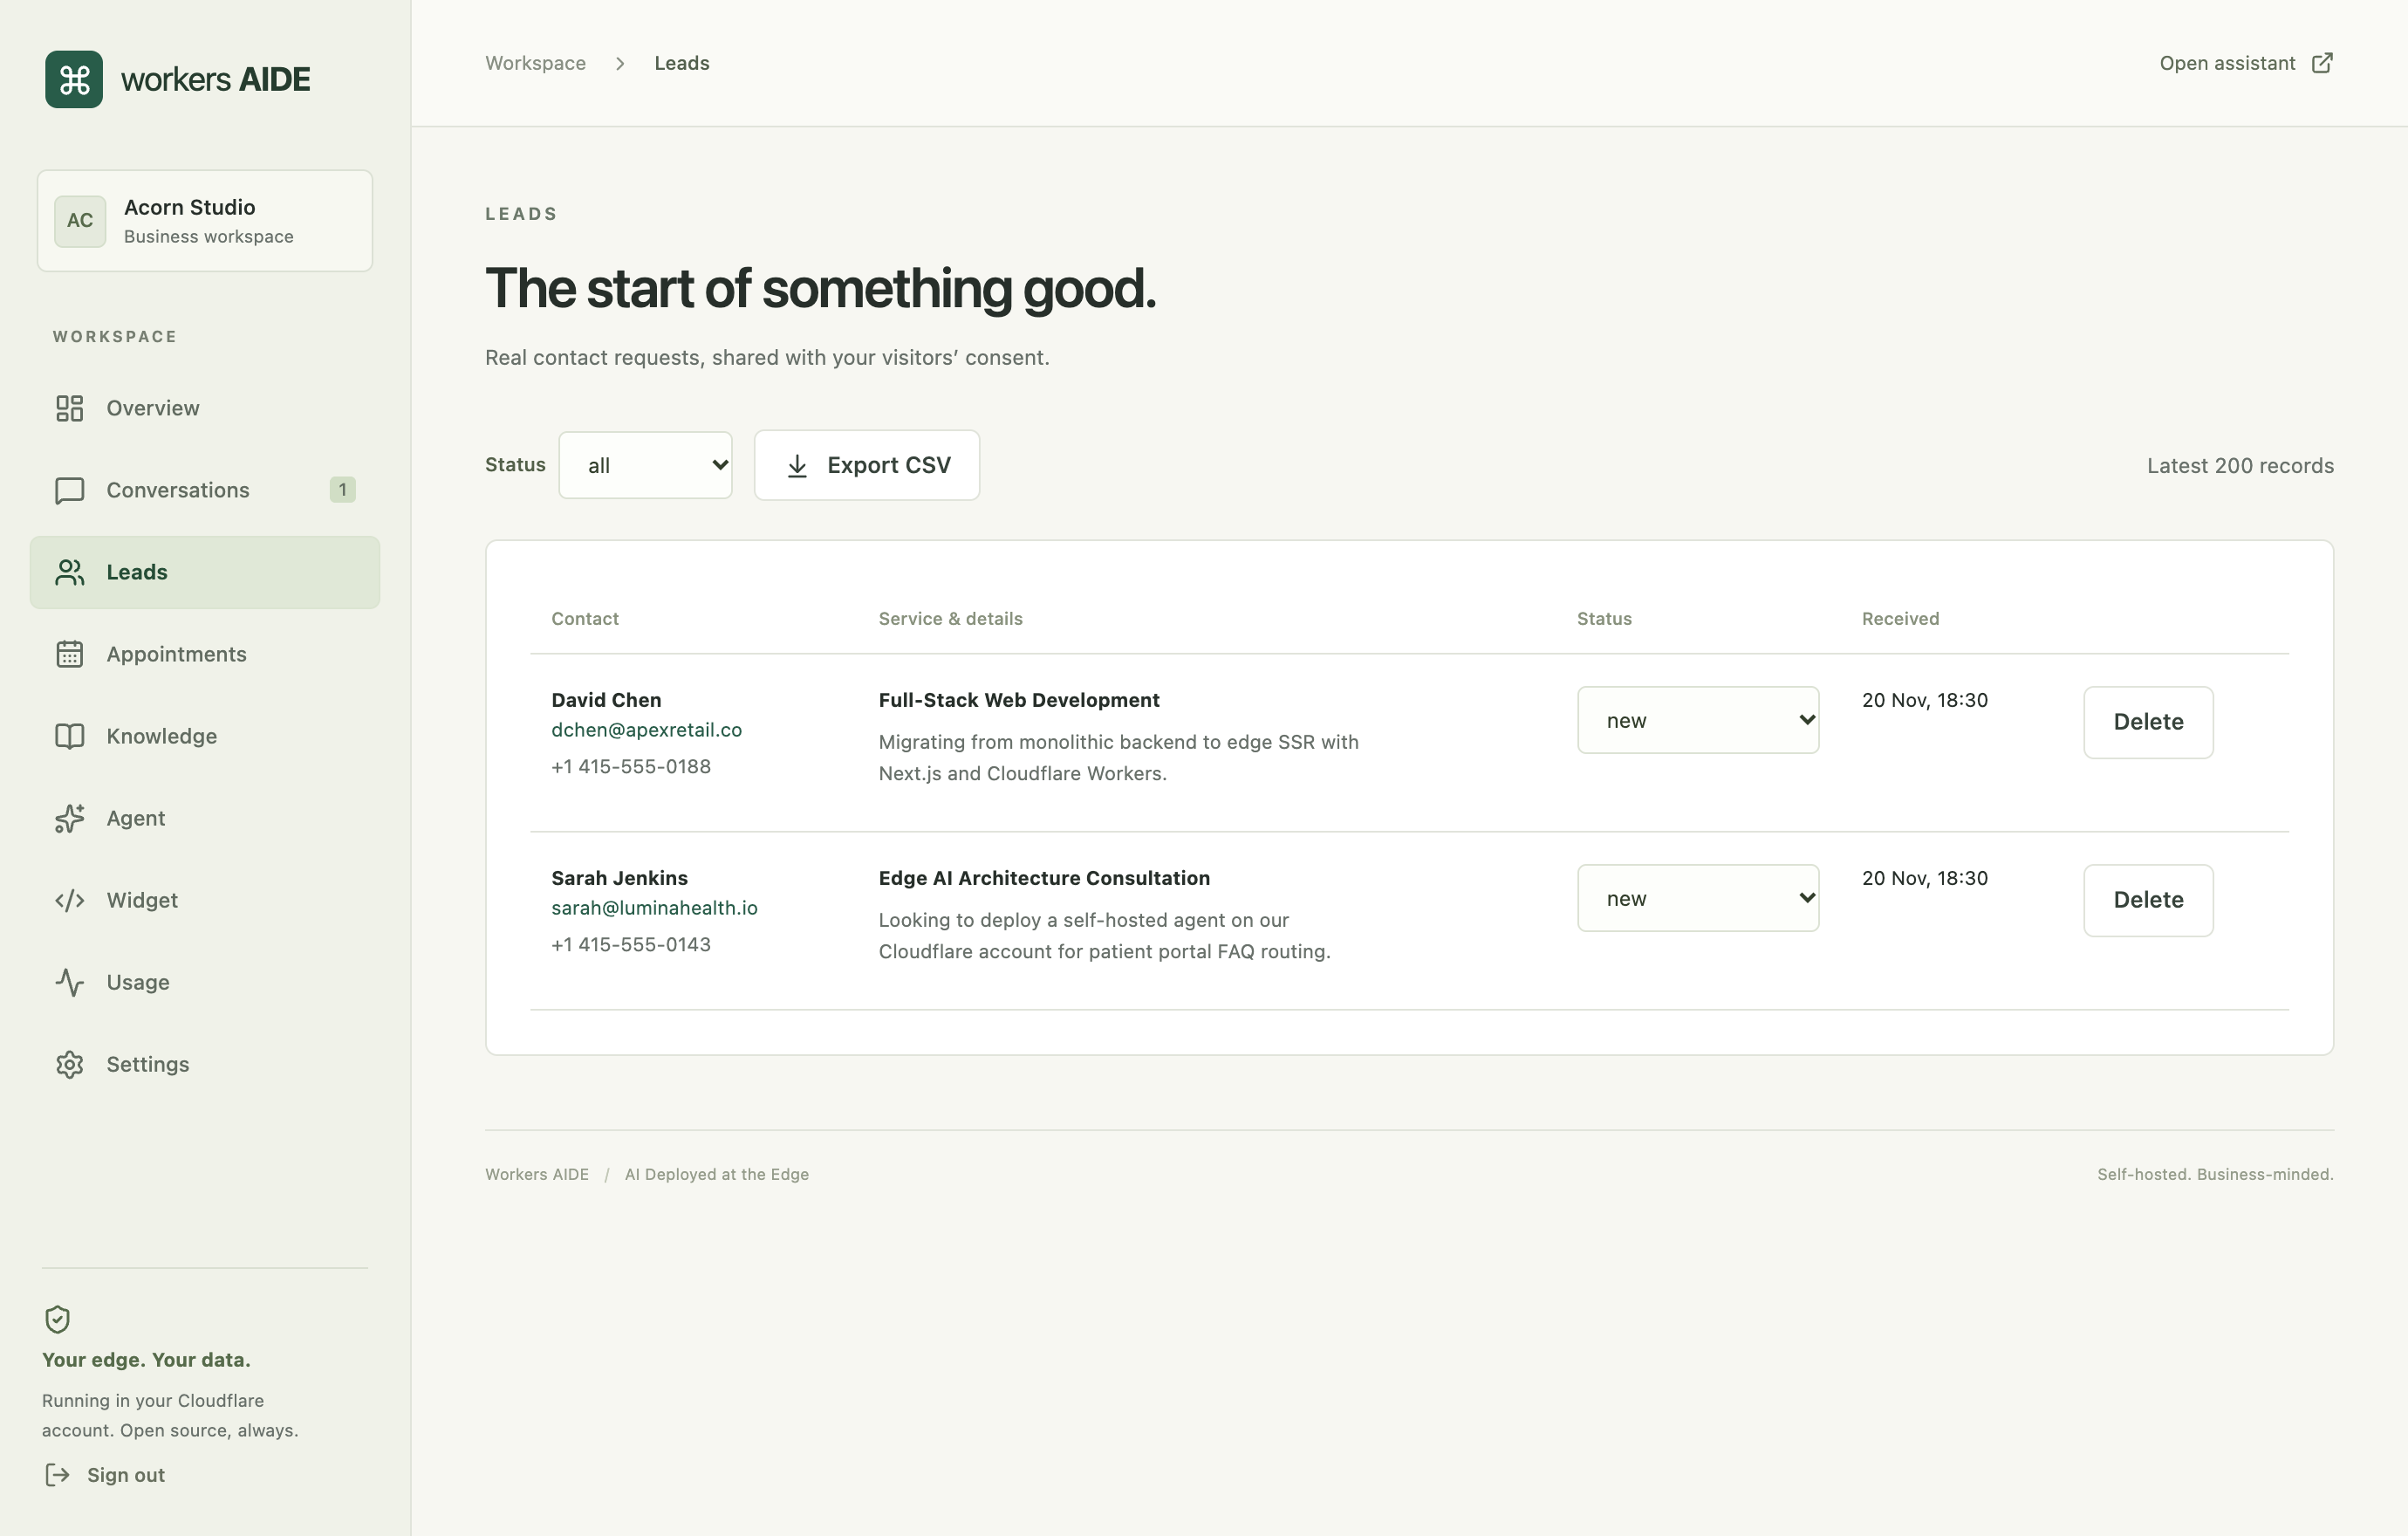 workers AIDE
AC
Acorn Studio
Business workspace
WORKSPACE
Overview
Conversations 1
Leads
Appointments
Knowledge
Agent
Widget
Usage
Settings
Your edge. Your data.
Running in your Cloudflare
account. Open source, always.
Sign out
Workspace Leads
Open assistant
LEADS
The start of something good.
Real contact requests, shared with your visitors’ consent.
Status all Export CSV Latest 200 records
Contact Service & details Status Received
David Chen
dchen@apexretail.co
+1 415-555-0188
Full-Stack Web Development
Migrating from monolithic backend to edge SSR with
Next.js and Cloudflare Workers.
new
20 Nov, 18:30
Delete
Sarah Jenkins
sarah@luminahealth.io
+1 415-555-0143
Edge AI Architecture Consultation
Looking to deploy a self-hosted agent on our
Cloudflare account for patient portal FAQ routing.
new
20 Nov, 18:30
Delete
Workers AIDE / AI Deployed at the Edge
Self-hosted. Business-minded.